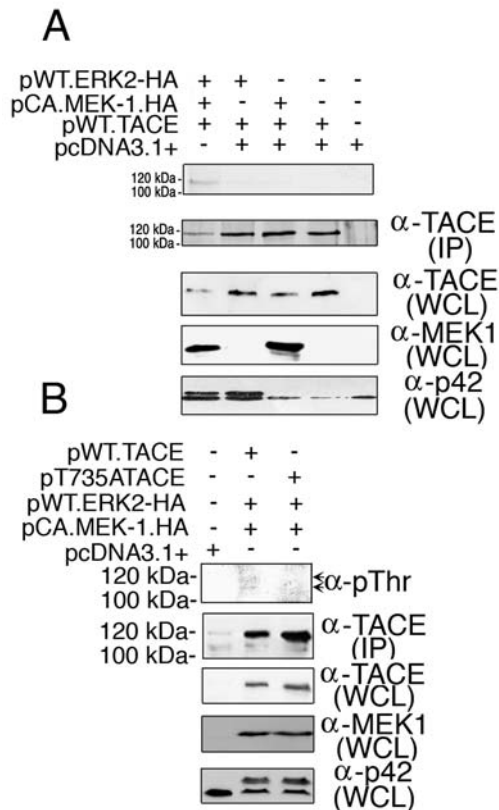 A
pWT.ERK2-HA + + - - -
pCA.MEK-1.HA + - + - -
pWT.TACE + + + + -
pcDNA3.1+ - + + + +
120 kDa-
100 kDa-
120 kDa-
100 kDa-
α-TACE
(IP)
α-TACE
(WCL)
α-MEK1
(WCL)
α-p42
(WCL)
B
pWT.TACE - + -
pT735ATACE - - +
pWT.ERK2-HA - + +
pCA.MEK-1.HA - + +
pcDNA3.1+ + - -
120 kDa-
100 kDa-
α-pThr
120 kDa-
100 kDa-
α-TACE
(IP)
α-TACE
(WCL)
α-MEK1
(WCL)
α-p42
(WCL)